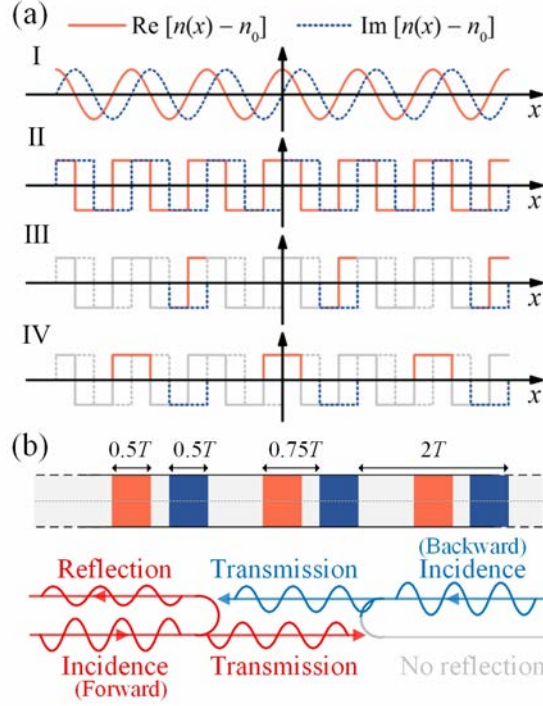 (a)
Re [n(x) − n₀] Im [n(x) − n₀]
I
x
II
x
III
x
IV
x
(b)
0.5T 0.5T 0.75T 2T
(Backward)
Reflection Transmission Incidence
Incidence Transmission No reflection
(Forward)